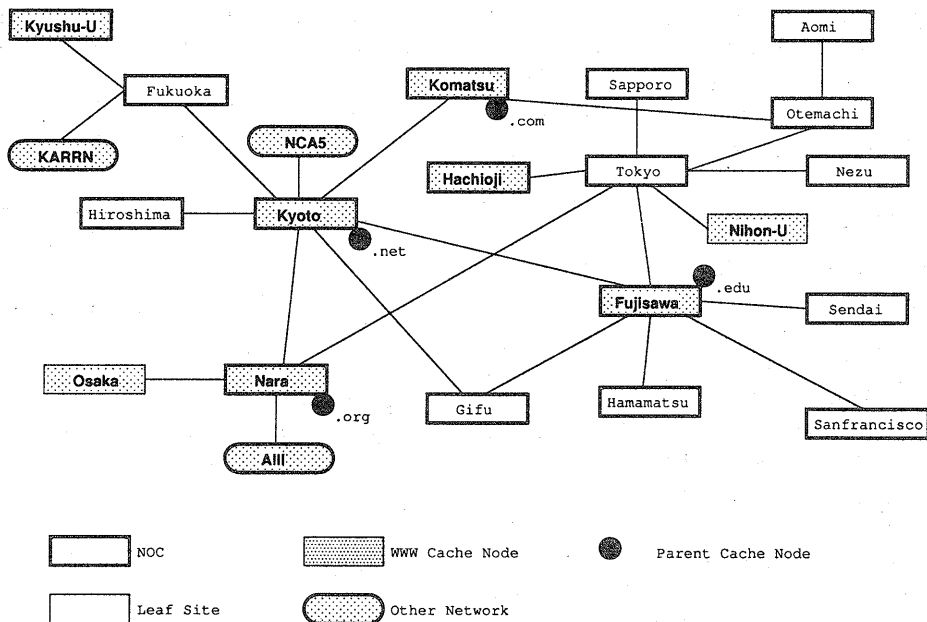 Kyushu-U
Aomi
Fukuoka
Komatsu
Sapporo
.com
Otemachi
NCA5
KARRN
Hachioji
Tokyo
Nezu
Hiroshima
Kyoto
.net
Nihon-U
.edu
Fujisawa
Sendai
Osaka
Nara
.org
Gifu
Hamamatsu
Sanfrancisco
AIII
NOC
WWW Cache Node
Parent Cache Node
Leaf Site
Other Network